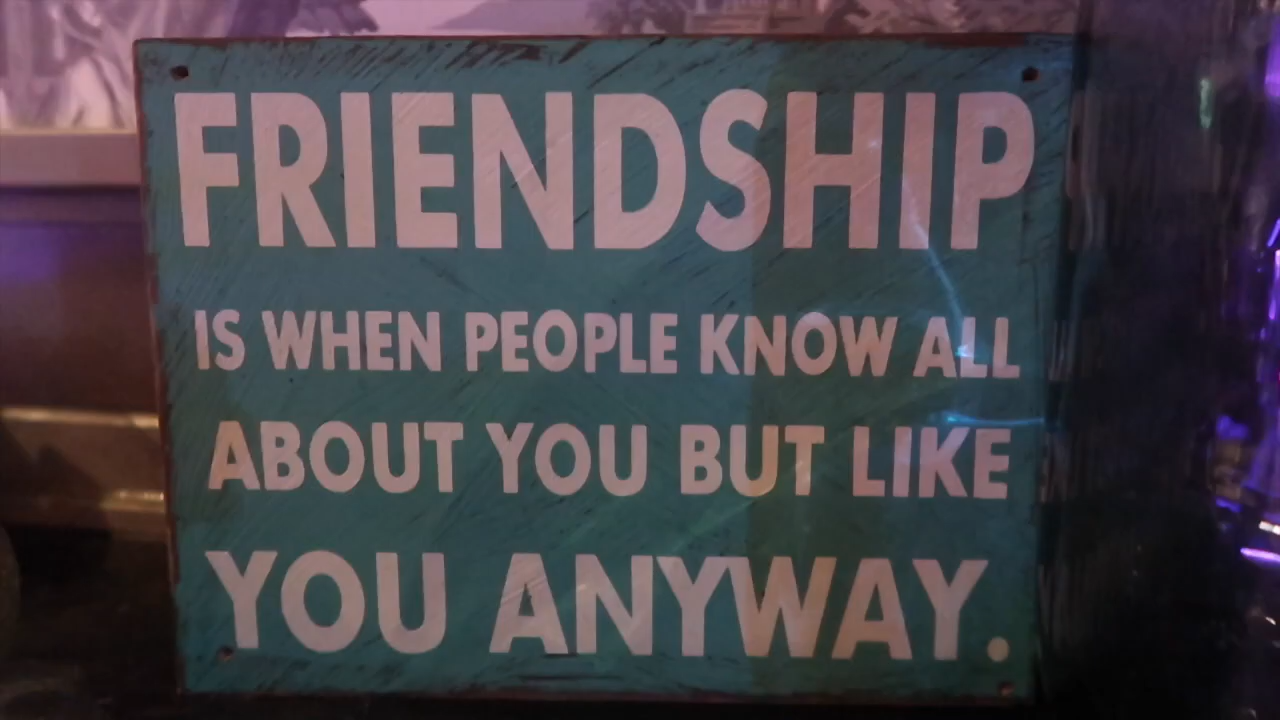 FRIENDSHIP
IS WHEN PEOPLE KNOW ALL
ABOUT YOU BUT LIKE
YOU ANYWAY.